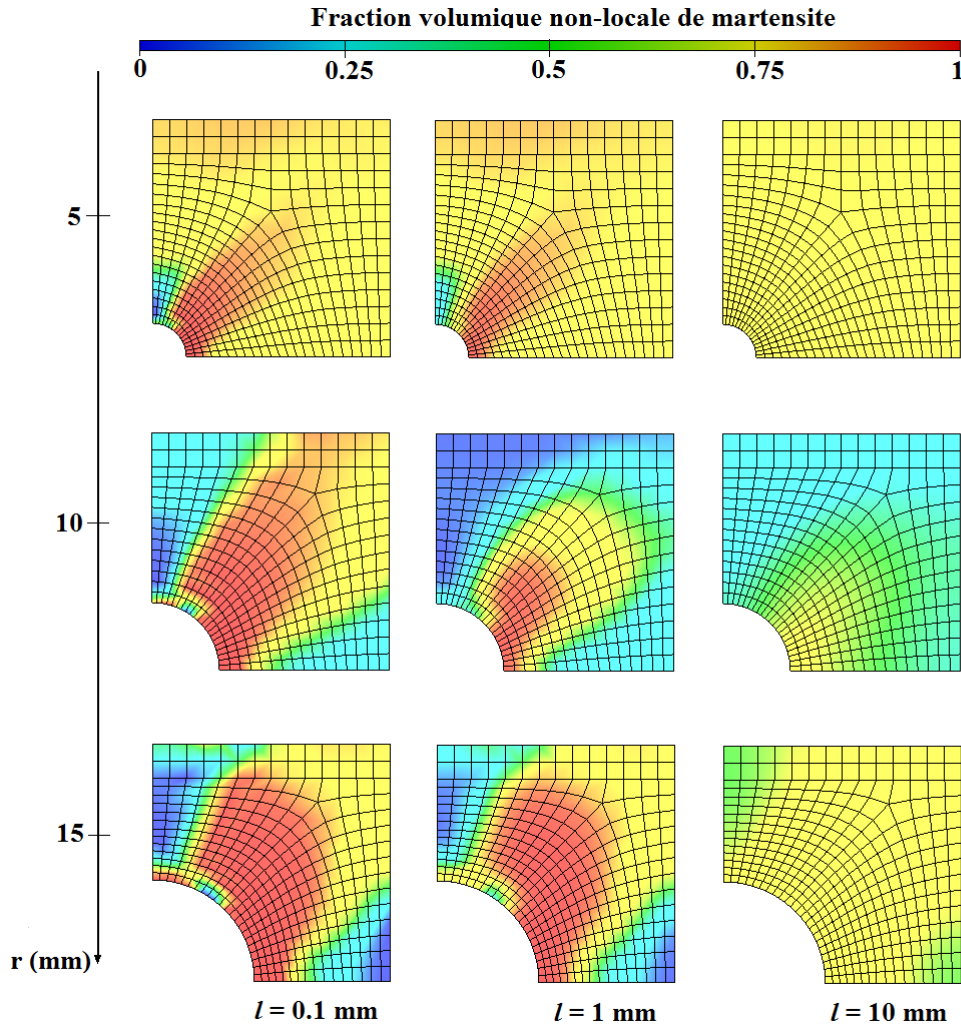 Fraction volumique non-locale de martensite
0 0.25 0.5 0.75 1
5
10
15
r (mm)
l = 0.1 mm l = 1 mm l = 10 mm